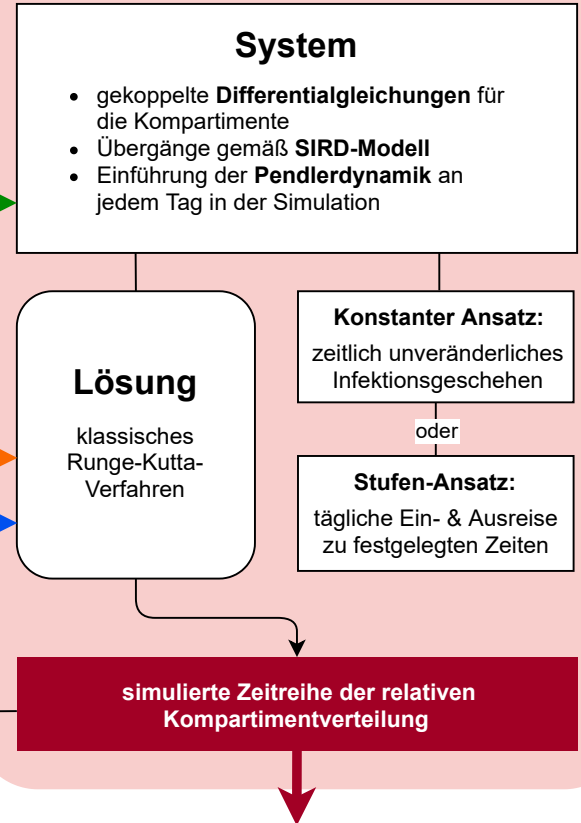 System
• gekoppelte Differentialgleichungen für
die Kompartimente
• Übergänge gemäß SIRD-Modell
• Einführung der Pendlerdynamik an
jedem Tag in der Simulation
Lösung
klassisches
Runge-Kutta-
Verfahren
Konstanter Ansatz:
zeitlich unveränderliches
Infektionsgeschehen
oder
Stufen-Ansatz:
tägliche Ein- & Ausreise
zu festgelegten Zeiten
simulierte Zeitreihe der relativen
Kompartimentverteilung